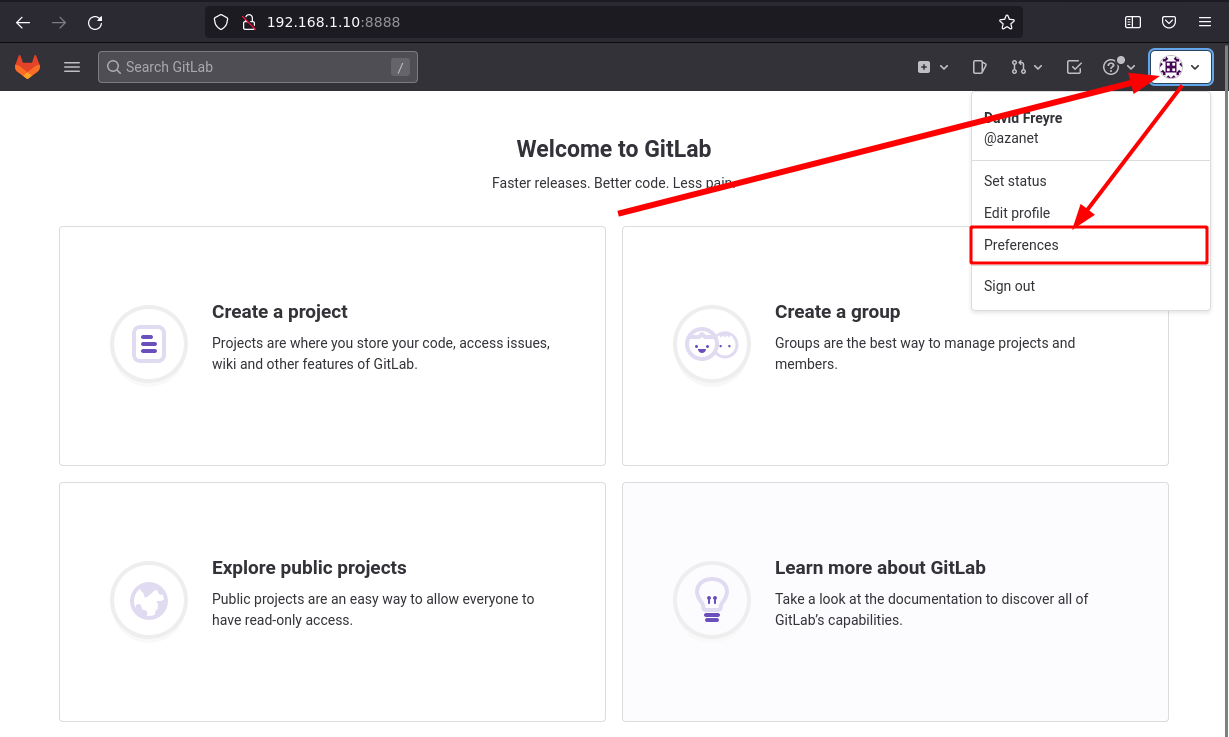 192.168.1.10:8888
Search GitLab /
David Freyre
@azanet
Set status
Edit profile
Preferences
Sign out
Welcome to GitLab
Faster releases. Better code. Less pain.
Create a project
Projects are where you store your code, access issues,
wiki and other features of GitLab.
Create a group
Groups are the best way to manage projects and
members.
Explore public projects
Public projects are an easy way to allow everyone to
have read-only access.
Learn more about GitLab
Take a look at the documentation to discover all of
GitLab’s capabilities.